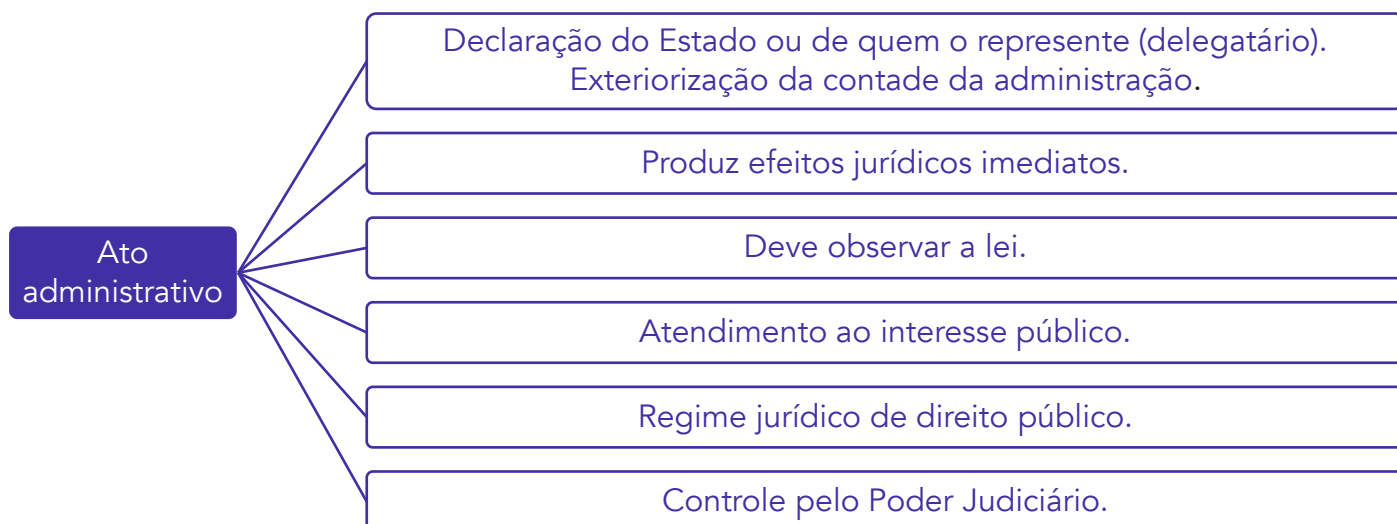 Declaração do Estado ou de quem o represente (delegatário).
Exteriorização da contade da administração.
Produz efeitos jurídicos imediatos.
Deve observar a lei.
Ato
administrativo
Atendimento ao interesse público.
Regime jurídico de direito público.
Controle pelo Poder Judiciário.